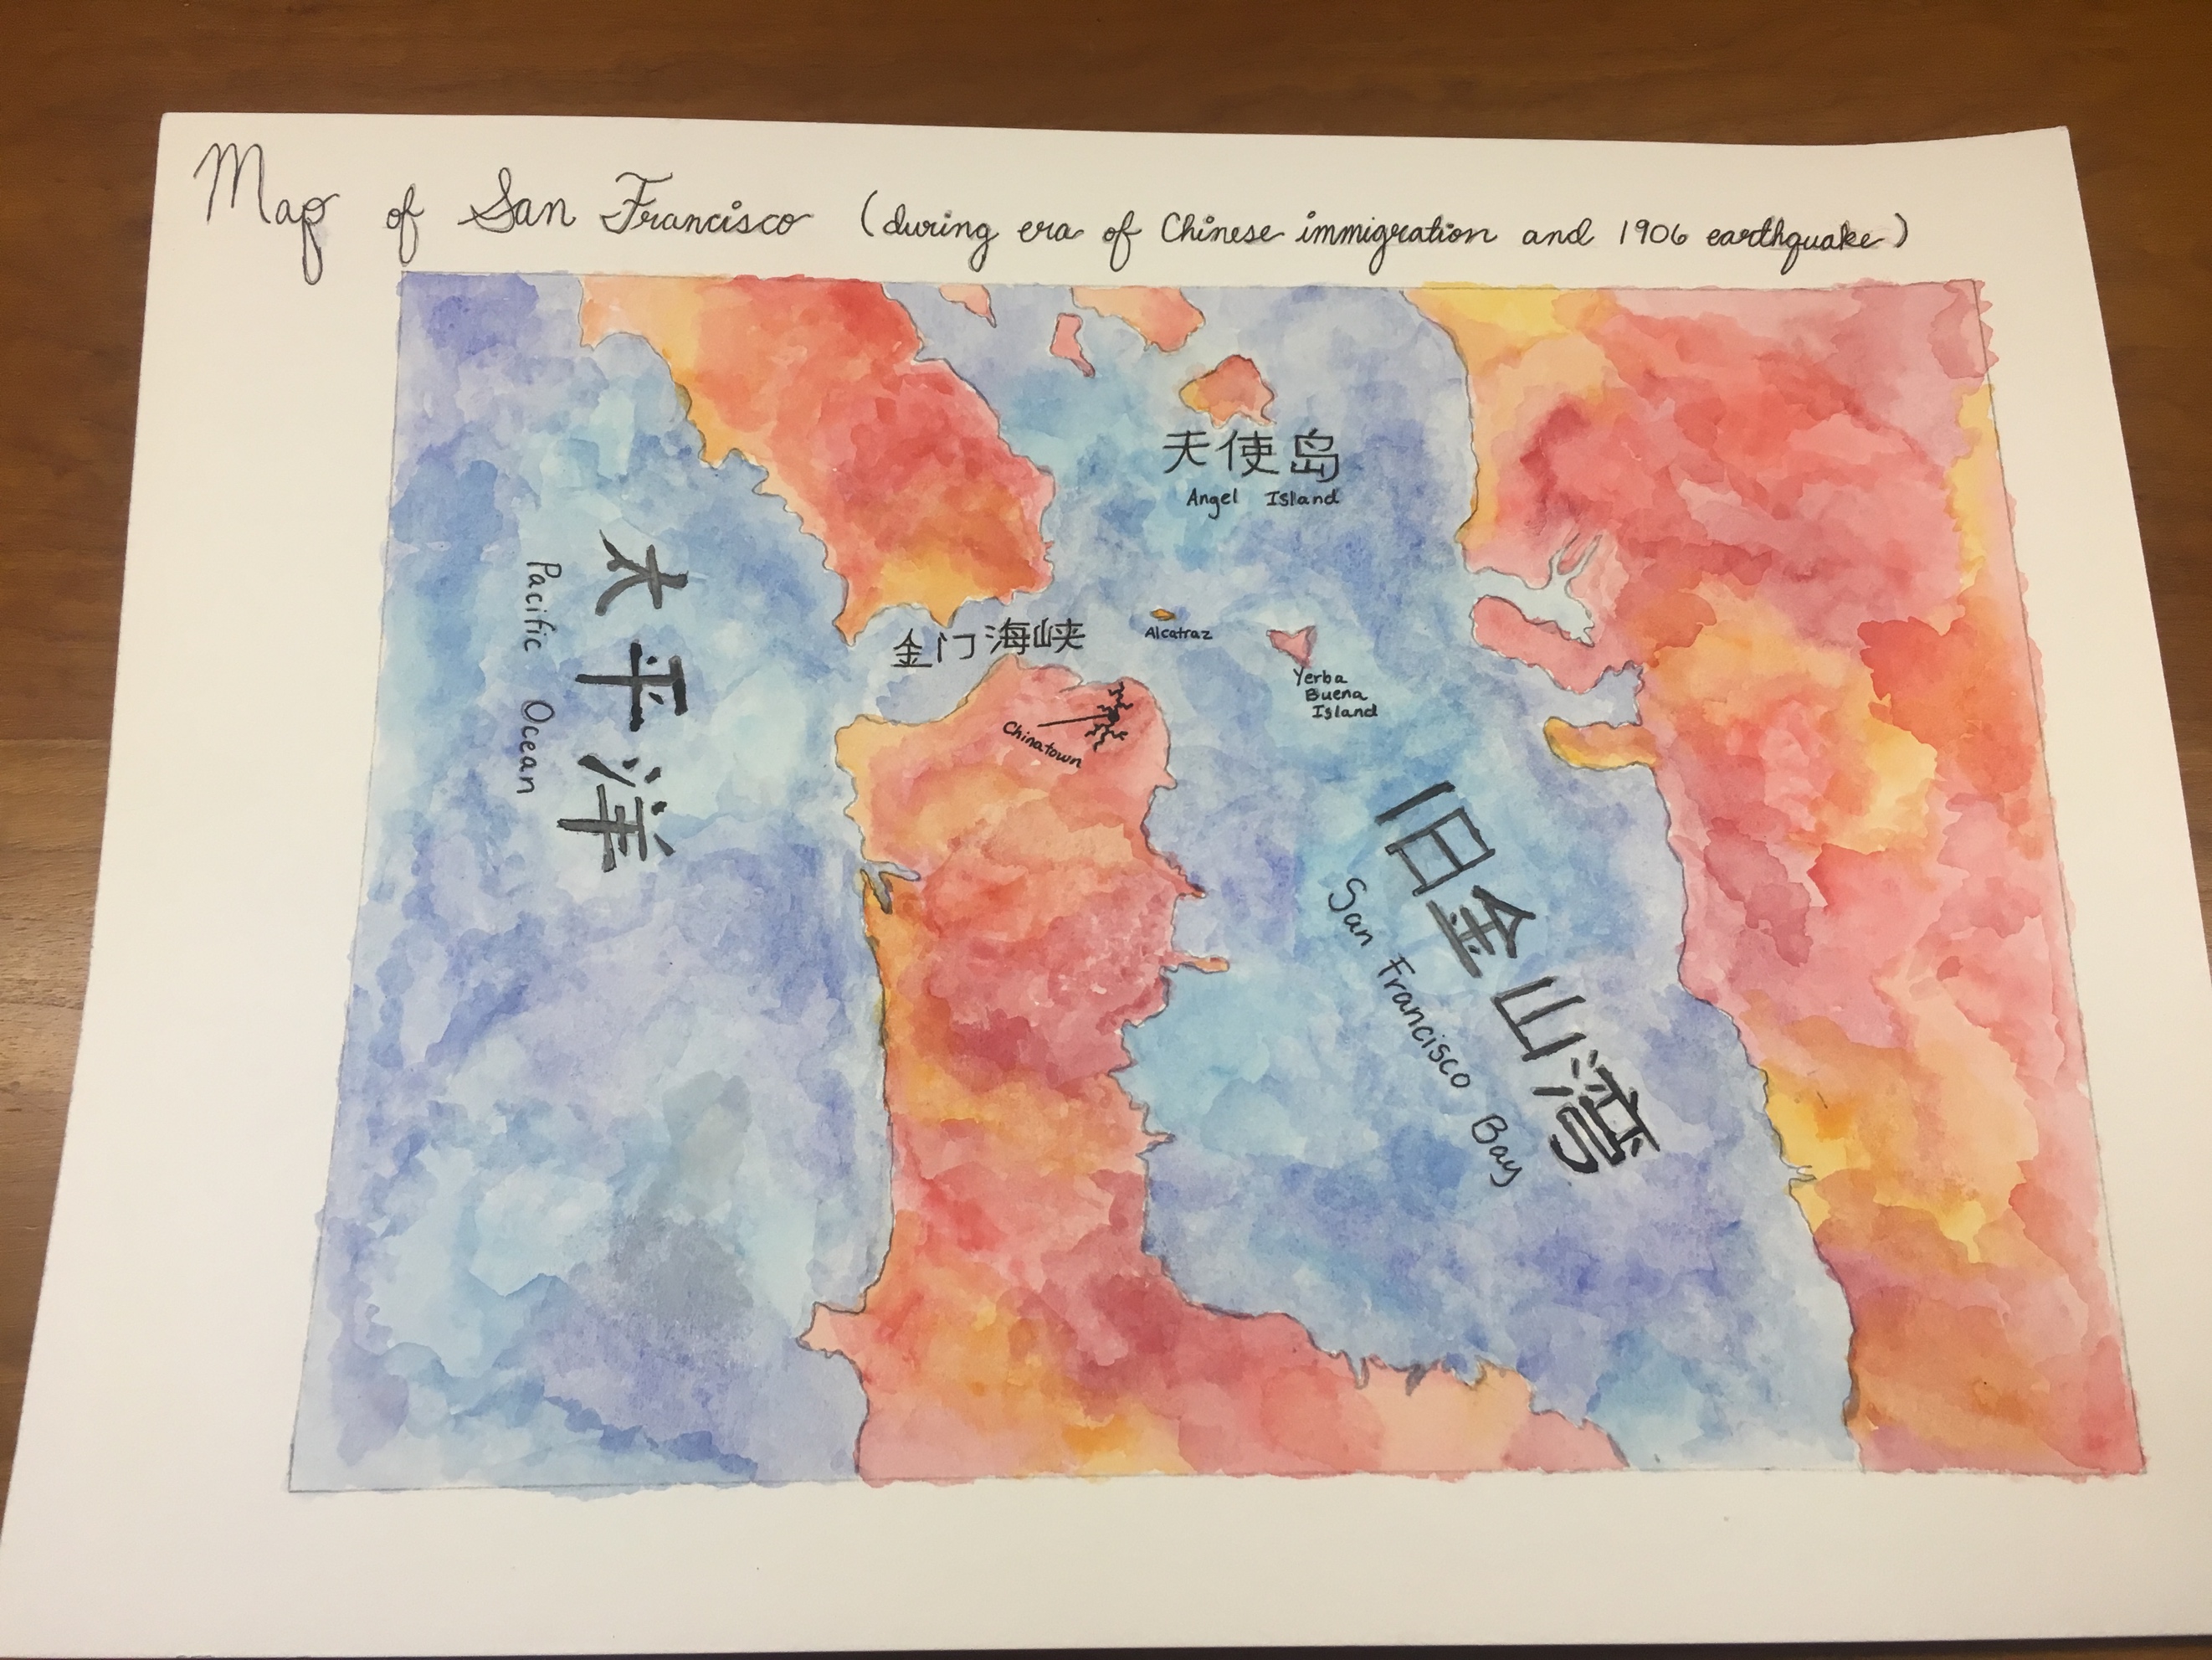 Map of San Francisco (during era of Chinese immigration and 1906 earthquake)
天使岛
Angel Island
太平洋
Pacific Ocean
金门海峡
Alcatraz
Yerba
Buena
Island
Chinatown
旧金山湾
San Francisco Bay